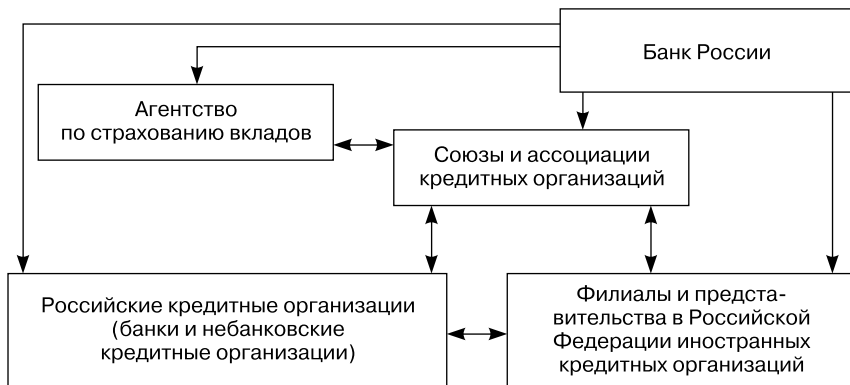 Банк России
Агентство
по страхованию вкладов
Союзы и ассоциации
кредитных организаций
Российские кредитные организации
(банки и небанковские
кредитные организации)
Филиалы и предста-
вительства в Российской
Федерации иностранных
кредитных организаций